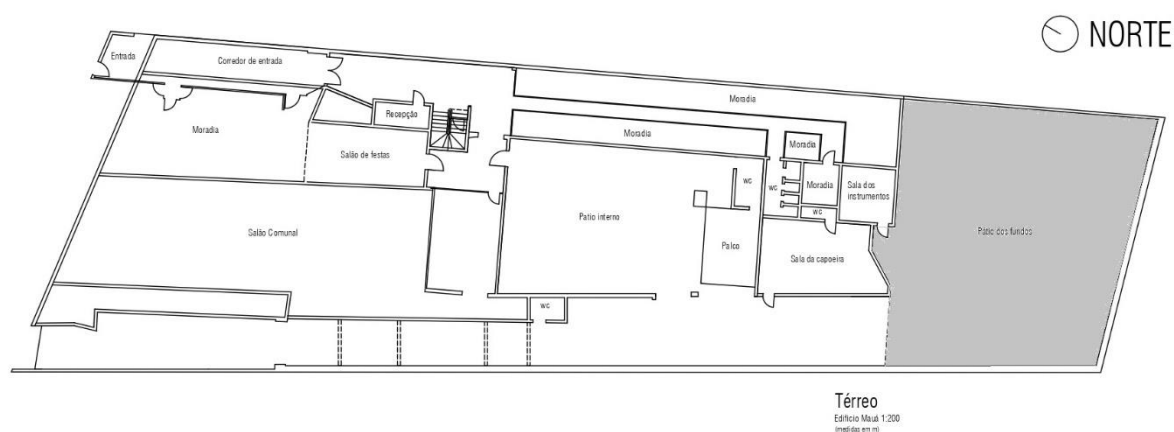 NORTE
Entrada
Corredor de entrada
Moradia
Recepção
Moradia
Moradia
Moradia
Salão de festas
Moradia
Sala dos
instrumentos
wc
wc
wc
Salão Comunal
Patio interno
Palco
Sala da capoeira
Pátio dos fundos
wc
Térreo
Edifício Mauá 1:200
(medidas em m)